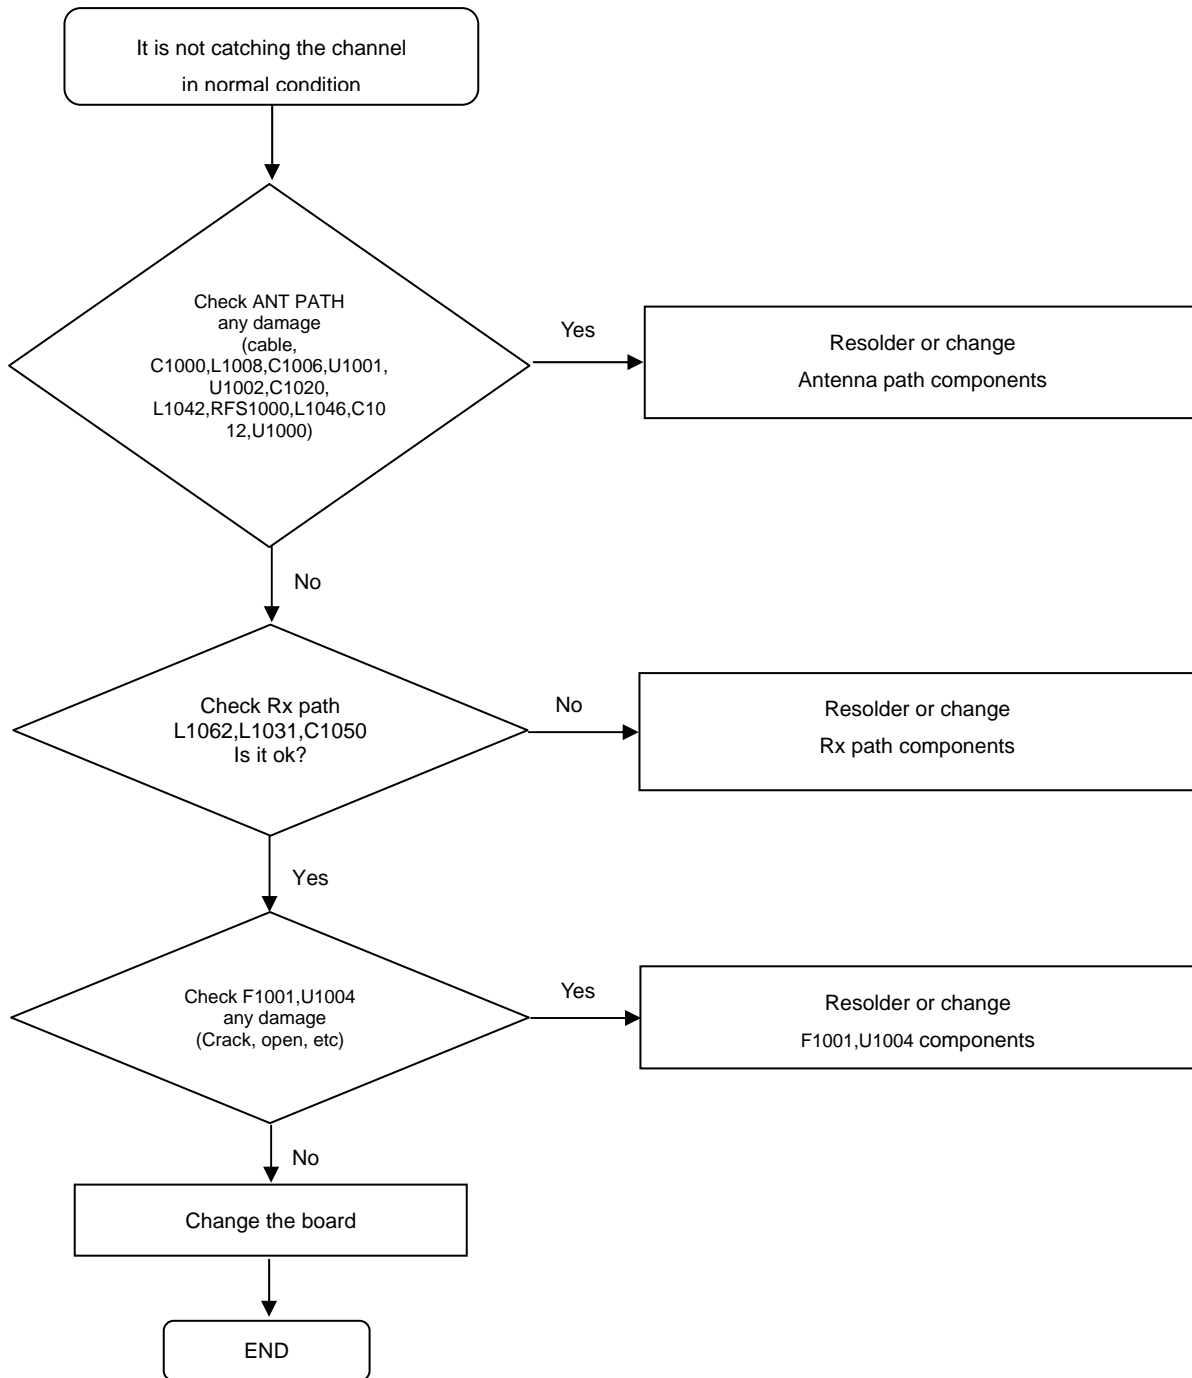 It is not catching the channel
in normal condition
Check ANT PATH
any damage
(cable,
C1000,L1008,C1006,U1001,
U1002,C1020,
L1042,RFS1000,L1046,C10
12,U1000)
Yes
Resolder or change
Antenna path components
No
Check Rx path
L1062,L1031,C1050
Is it ok?
No
Resolder or change
Rx path components
Yes
Check F1001,U1004
any damage
(Crack, open, etc)
Yes
Resolder or change
F1001,U1004 components
No
Change the board
END